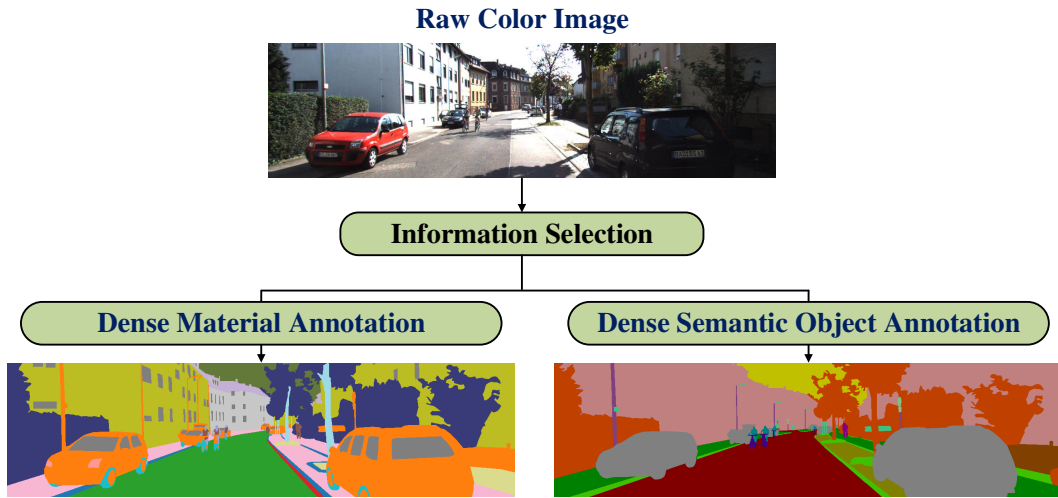 Raw Color Image
Information Selection
Dense Material Annotation
Dense Semantic Object Annotation